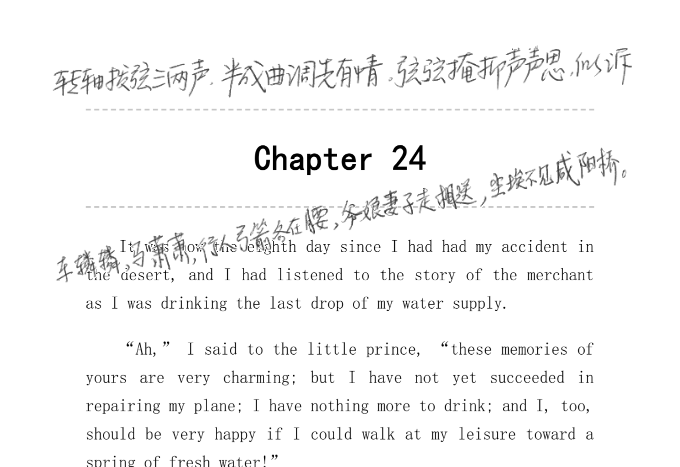 转轴拨弦三两声，半成曲调先有情。弦弦掩抑声声思，似诉
Chapter 24
车辚辚，马萧萧，行人弓箭各在腰，爷娘妻子走相送，尘埃不见咸阳桥。
It was now the eighth day since I had had my accident in
the desert, and I had listened to the story of the merchant
as I was drinking the last drop of my water supply.
“Ah,” I said to the little prince, “these memories of
yours are very charming; but I have not yet succeeded in
repairing my plane; I have nothing more to drink; and I, too,
should be very happy if I could walk at my leisure toward a
spring of fresh water!”